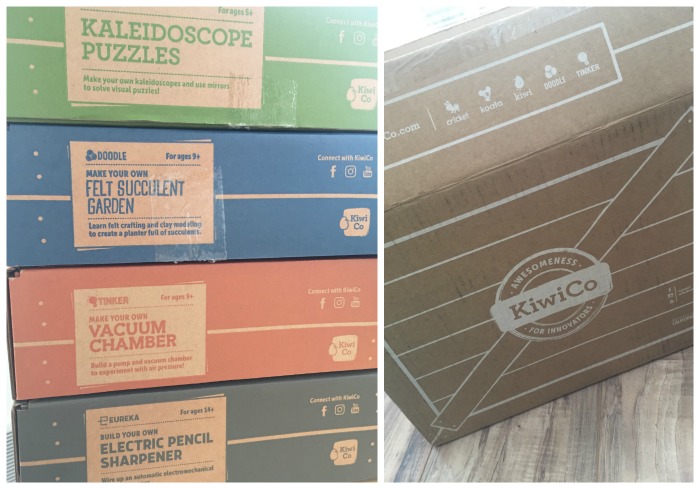 For ages 5+
KALEIDOSCOPE
PUZZLES
Make your own kaleidoscopes and use mirrors
to solve visual puzzles!
Connect with KiwiCo
Kiwi
Co
DOODLE
For ages 9+
MAKE YOUR OWN
FELT SUCCULENT
GARDEN
Learn felt crafting and clay modeling
to create a planter full of succulents.
Connect with KiwiCo
Kiwi
Co
TINKER
For ages
MAKE YOUR OWN
VACUUM
CHAMBER
Build a pump and vacuum chamber
to experiment with air pressure!
Connect with KiwiCo
Kiwi
Co
EUREKA
For ages 14+
BUILD YOUR OWN
ELECTRIC PENCIL
SHARPENER
Wire up an automatic electromechanical
Connect with KiwiCo
Kiwi
Co
Co.com
cricket
koala
kiwi
DOODLE
TINKER
AWESOMENESS
KiwiCo
FOR INNOVATORS